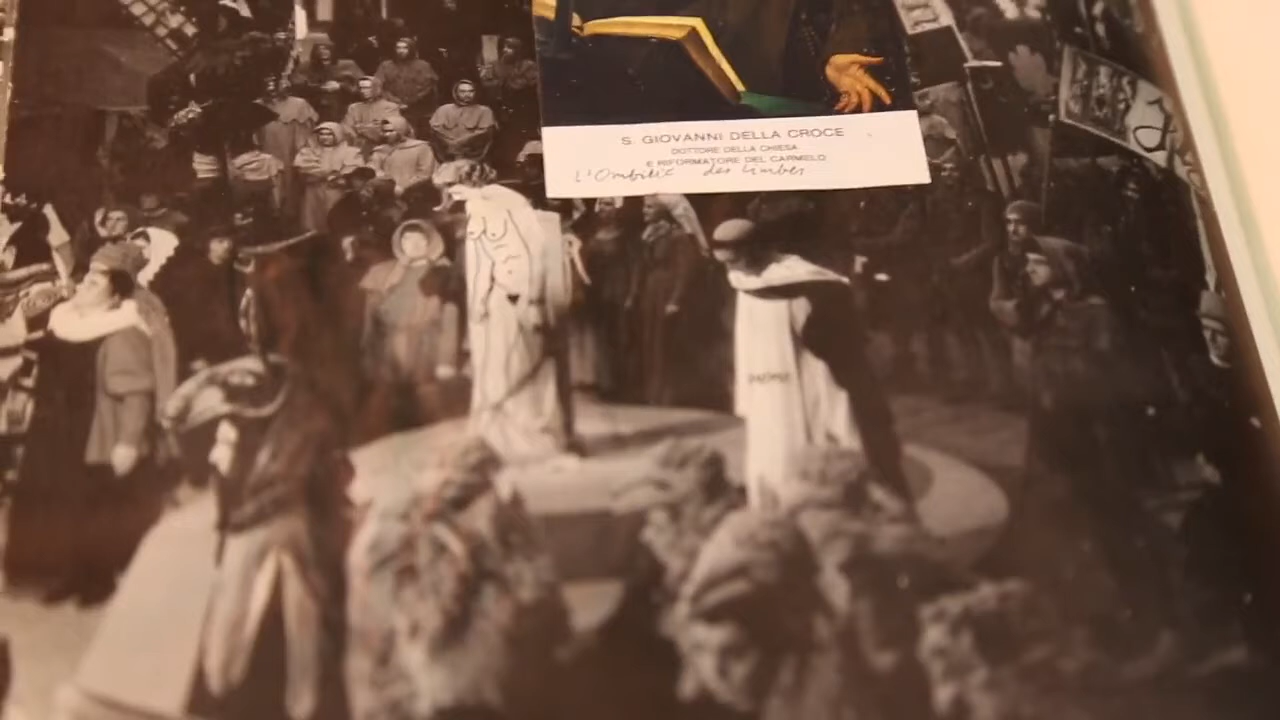 S. GIOVANNI DELLA CROCE
DOTTORE DELLA CHIESA
E RIFORMATORE DEL CARMELO
L'Ombilic des limbes